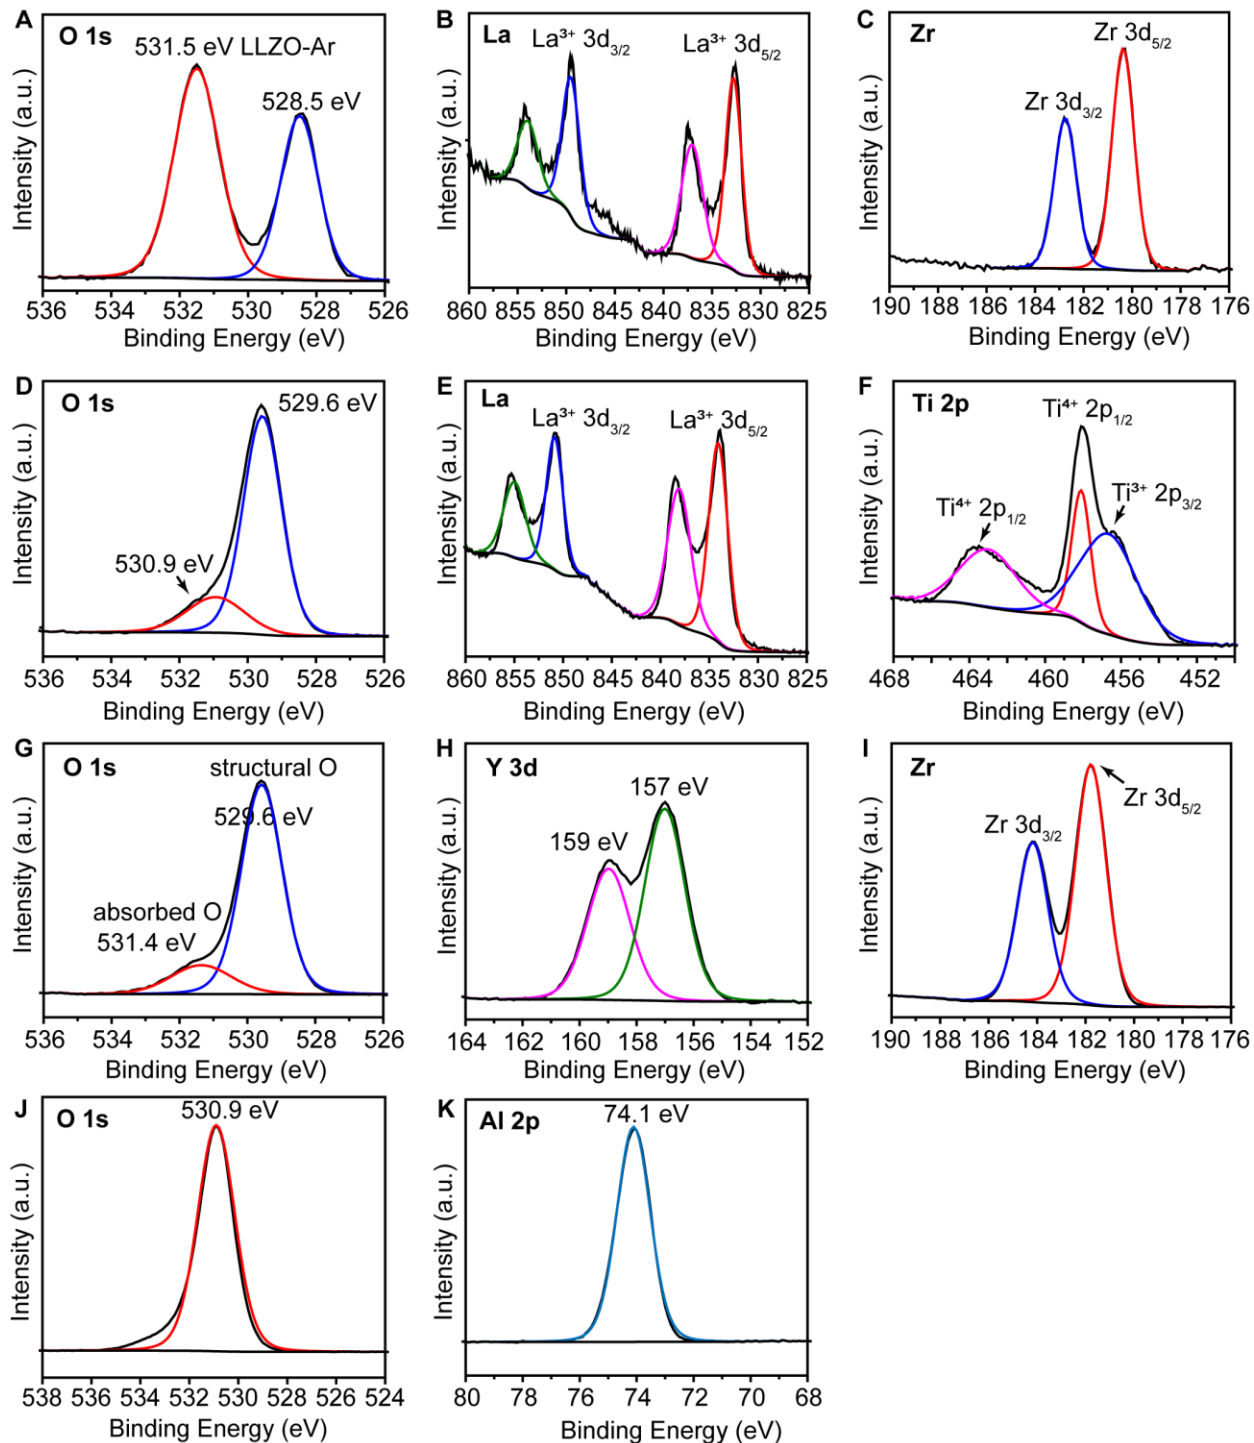 A
O 1s
531.5 eV LLZO-Ar
528.5 eV
Intensity (a.u.)
536 534 532 530 528 526
Binding Energy (eV)
B
La
La³⁺ 3d₃/₂
La³⁺ 3d₅/₂
Intensity (a.u.)
860 855 850 845 840 835 830 825
Binding Energy (eV)
C
Zr
Zr 3d₅/₂
Zr 3d₃/₂
Intensity (a.u.)
190 188 186 184 182 180 178 176
Binding Energy (eV)
D
O 1s
529.6 eV
530.9 eV
Intensity (a.u.)
536 534 532 530 528 526
Binding Energy (eV)
E
La
La³⁺ 3d₃/₂
La³⁺ 3d₅/₂
Intensity (a.u.)
860 855 850 845 840 835 830 825
Binding Energy (eV)
F
Ti 2p
Ti⁴⁺ 2p₁/₂
Ti³⁺ 2p₃/₂
Ti⁴⁺ 2p₁/₂
Intensity (a.u.)
468 464 460 456 452
Binding Energy (eV)
G
O 1s
structural O
529.6 eV
absorbed O
531.4 eV
Intensity (a.u.)
536 534 532 530 528 526
Binding Energy (eV)
H
Y 3d
157 eV
159 eV
Intensity (a.u.)
164 162 160 158 156 154 152
Binding Energy (eV)
I
Zr
Zr 3d₅/₂
Zr 3d₃/₂
Intensity (a.u.)
190 188 186 184 182 180 178 176
Binding Energy (eV)
J
O 1s
530.9 eV
Intensity (a.u.)
538 536 534 532 530 528 526 524
Binding Energy (eV)
K
Al 2p
74.1 eV
Intensity (a.u.)
80 78 76 74 72 70 68
Binding Energy (eV)